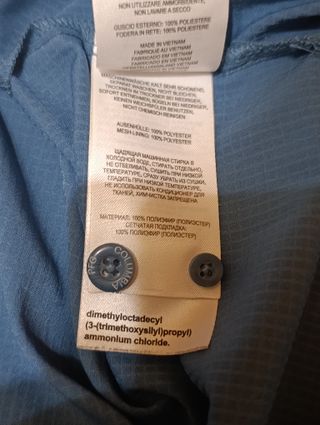 NON UTILIZZARE AMMORBIDENTE,
NON LAVARE A SECCO
GUSCIO ESTERNO: 100% POLIESTERE
FODERA IN RETE: 100% POLIESTERE
MADE IN VIETNAM
FABRIQUÉ AU VIETNAM
FABRICADO EN VIETNAM
FABBRICATO IN VIETNAM
MASCHINENWÄSCHE KALT SEHR SCHONEND,
SEPARAT WASCHEN, NICHT BLEICHEN,
TROCKNEN IM TROCKNER BEI NIEDRIGER,
SOFORT ENTNEHMEN, BÜGELN BEI NIEDRIGER,
KEINEN WEICHSPÜLER BENUTZEN,
NICHT CHEMISCH REINIGEN
AUßENHÜLLE: 100% POLYESTER
MESH-LINING: 100% POLYESTER
ЩАДЯЩАЯ МАШИННАЯ СТИРКА В
ХОЛОДНОЙ ВОДЕ, СТИРАТЬ ОТДЕЛЬНО,
НЕ ОТБЕЛИВАТЬ, СУШИТЬ ПРИ НИЗКОЙ
ТЕМПЕРАТУРЕ, СРАЗУ УБРАТЬ ИЗ СУШКИ,
ГЛАДИТЬ ПРИ НИЗКОЙ ТЕМПЕРАТУРЕ,
НЕ ИСПОЛЬЗОВАТЬ КОНДИЦИОНЕР ДЛЯ
ТКАНЕЙ, ХИМЧИСТКА ЗАПРЕЩЕНА
МАТЕРИАЛ: 100% ПОЛИЭФИР (ПОЛИЭСТЕР)
СЕТЧАТАЯ ПОДКЛАДКА:
100% ПОЛИЭФИР (ПОЛИЭСТЕР)
COLUMBIA
PFG
dimethyloctadecyl
(3-(trimethoxysilyl)propyl)
ammonium chloride.